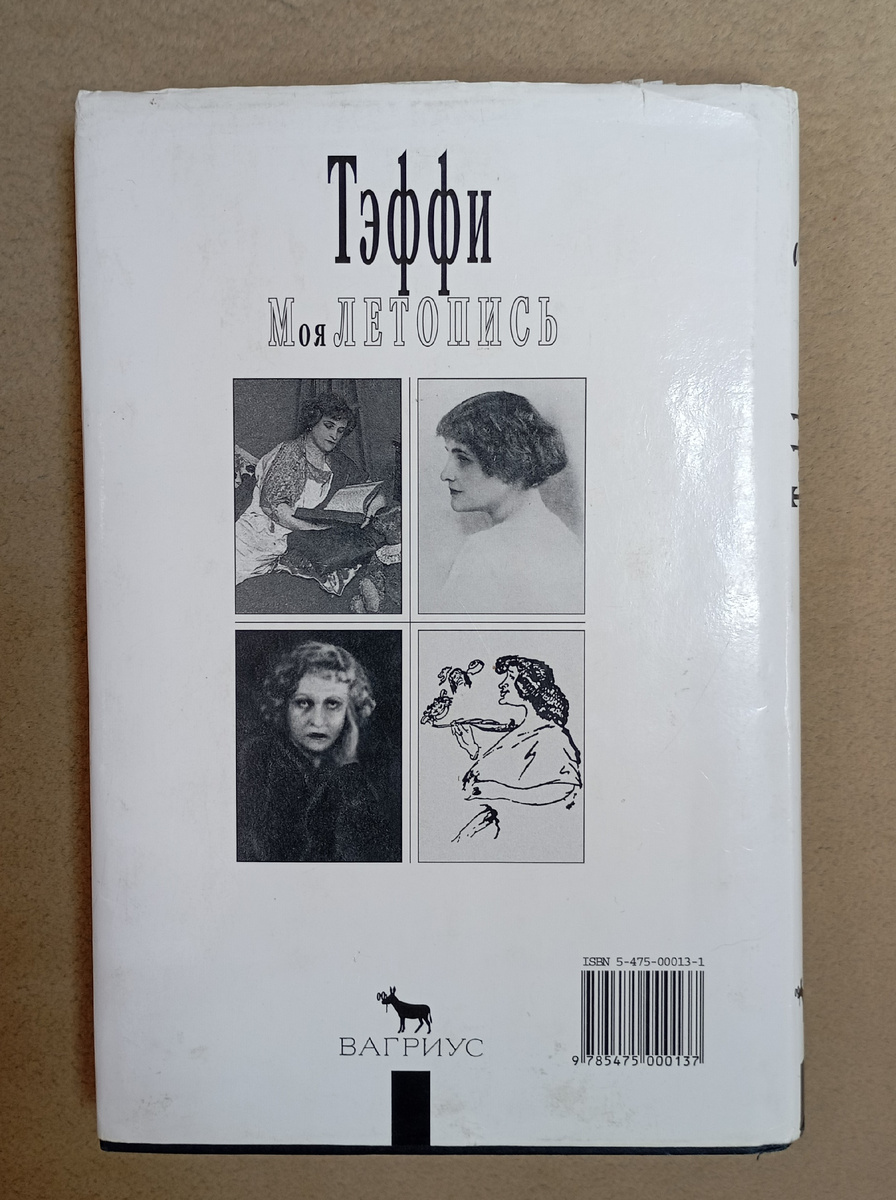 Тэффи
Моя ЛЕТОПИСЬ
ISBN 5-475-00013-1
9 785475 000137
ВАГРИУС